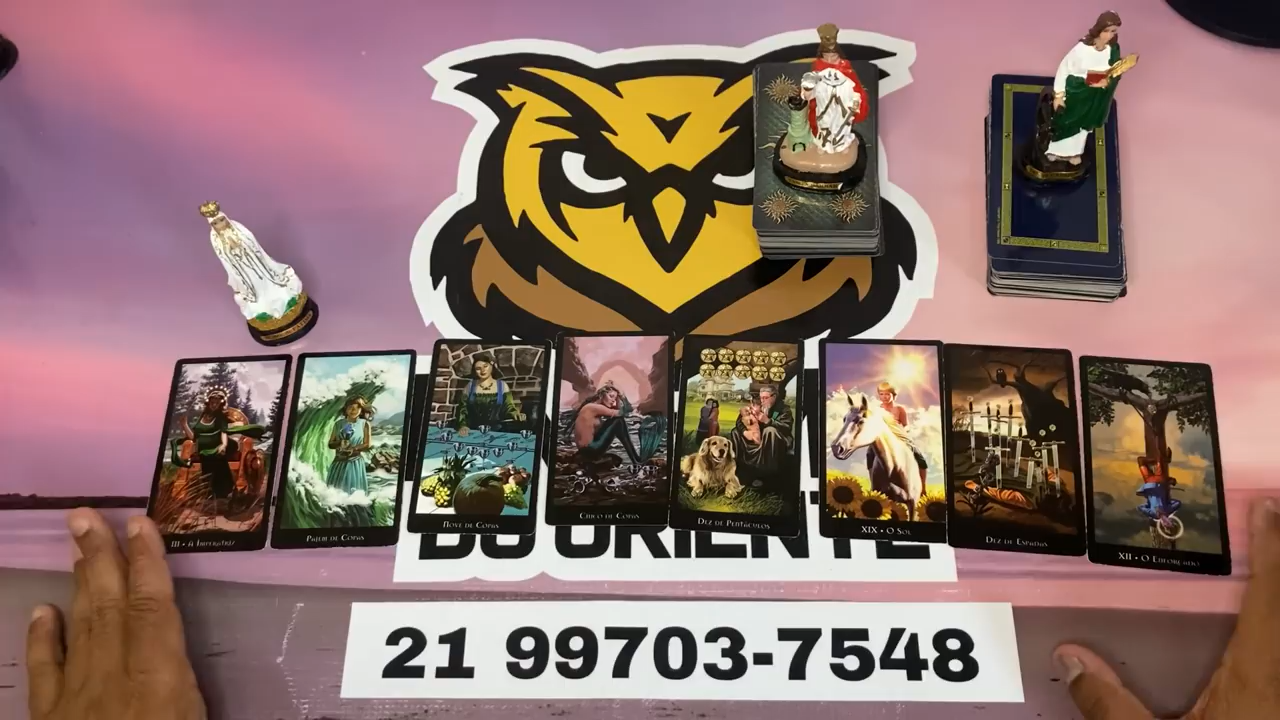 III • A Imperatriz
Pajem de Copas
Nove de Copas
Cinco de Copas
Dez de Pentáculos
XIX • O Sol
Dez de Espadas
XII • O Enforcado
DO ORIENTE
21 99703-7548